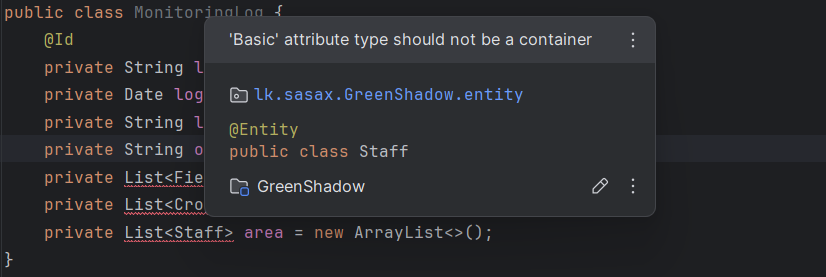 public class MonitoringLog {
@Id
private String l
'Basic' attribute type should not be a container
private Date log
lk.sasax.GreenShadow.entity
private String l
@Entity
private String o
public class Staff
private List<Fie
GreenShadow
private List<Cro
private List<Staff> area = new ArrayList<>();
}